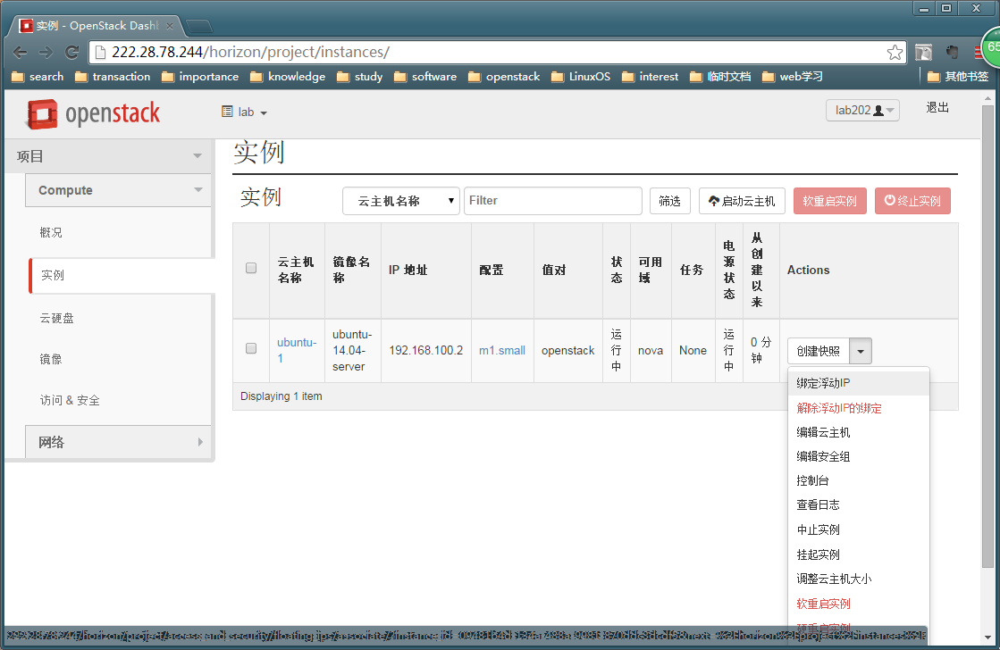 实例 - OpenStack Dashb
222.28.78.244/horizon/project/instances/
65
search transaction importance knowledge study software openstack LinuxOS interest 临时文档 web学习 其他书签
openstack
lab
lab202
退出
项目
Compute
概况
实例
云硬盘
镜像
访问 & 安全
网络
实例
实例
云主机名称 Filter 筛选 启动云主机 软重启实例 终止实例
云主机名称 镜像名称 IP 地址 配置 值对 状态 可用域 任务 电源状态 从创建以来 Actions
ubuntu-1 ubuntu-14.04-server 192.168.100.2 m1.small openstack 运行中 nova None 运行中 0 分钟 创建快照
Displaying 1 item
绑定浮动IP
解除浮动IP的绑定
编辑云主机
编辑安全组
控制台
查看日志
中止实例
挂起实例
调整云主机大小
软重启实例
硬重启实例